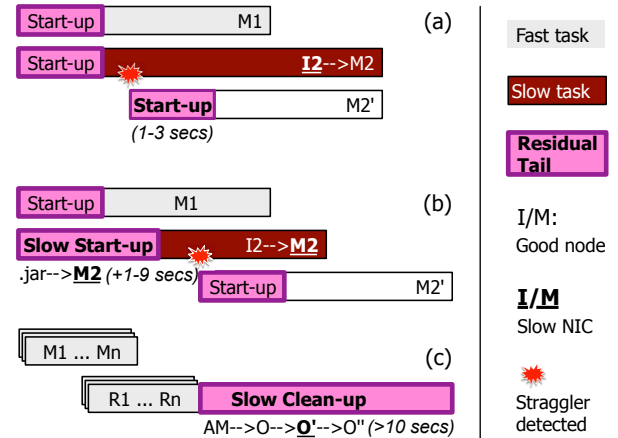 Start-up M1 (a)
Start-up I2-->M2
Start-up M2'
(1-3 secs)
Start-up M1 (b)
Slow Start-up I2-->M2
.jar-->M2 (+1-9 secs)
Start-up M2'
M1 ... Mn (c)
R1 ... Rn Slow Clean-up
AM-->O-->O'-->O" (>10 secs)
Fast task
Slow task
Residual
Tail
I/M:
Good node
I/M
Slow NIC
Straggler
detected